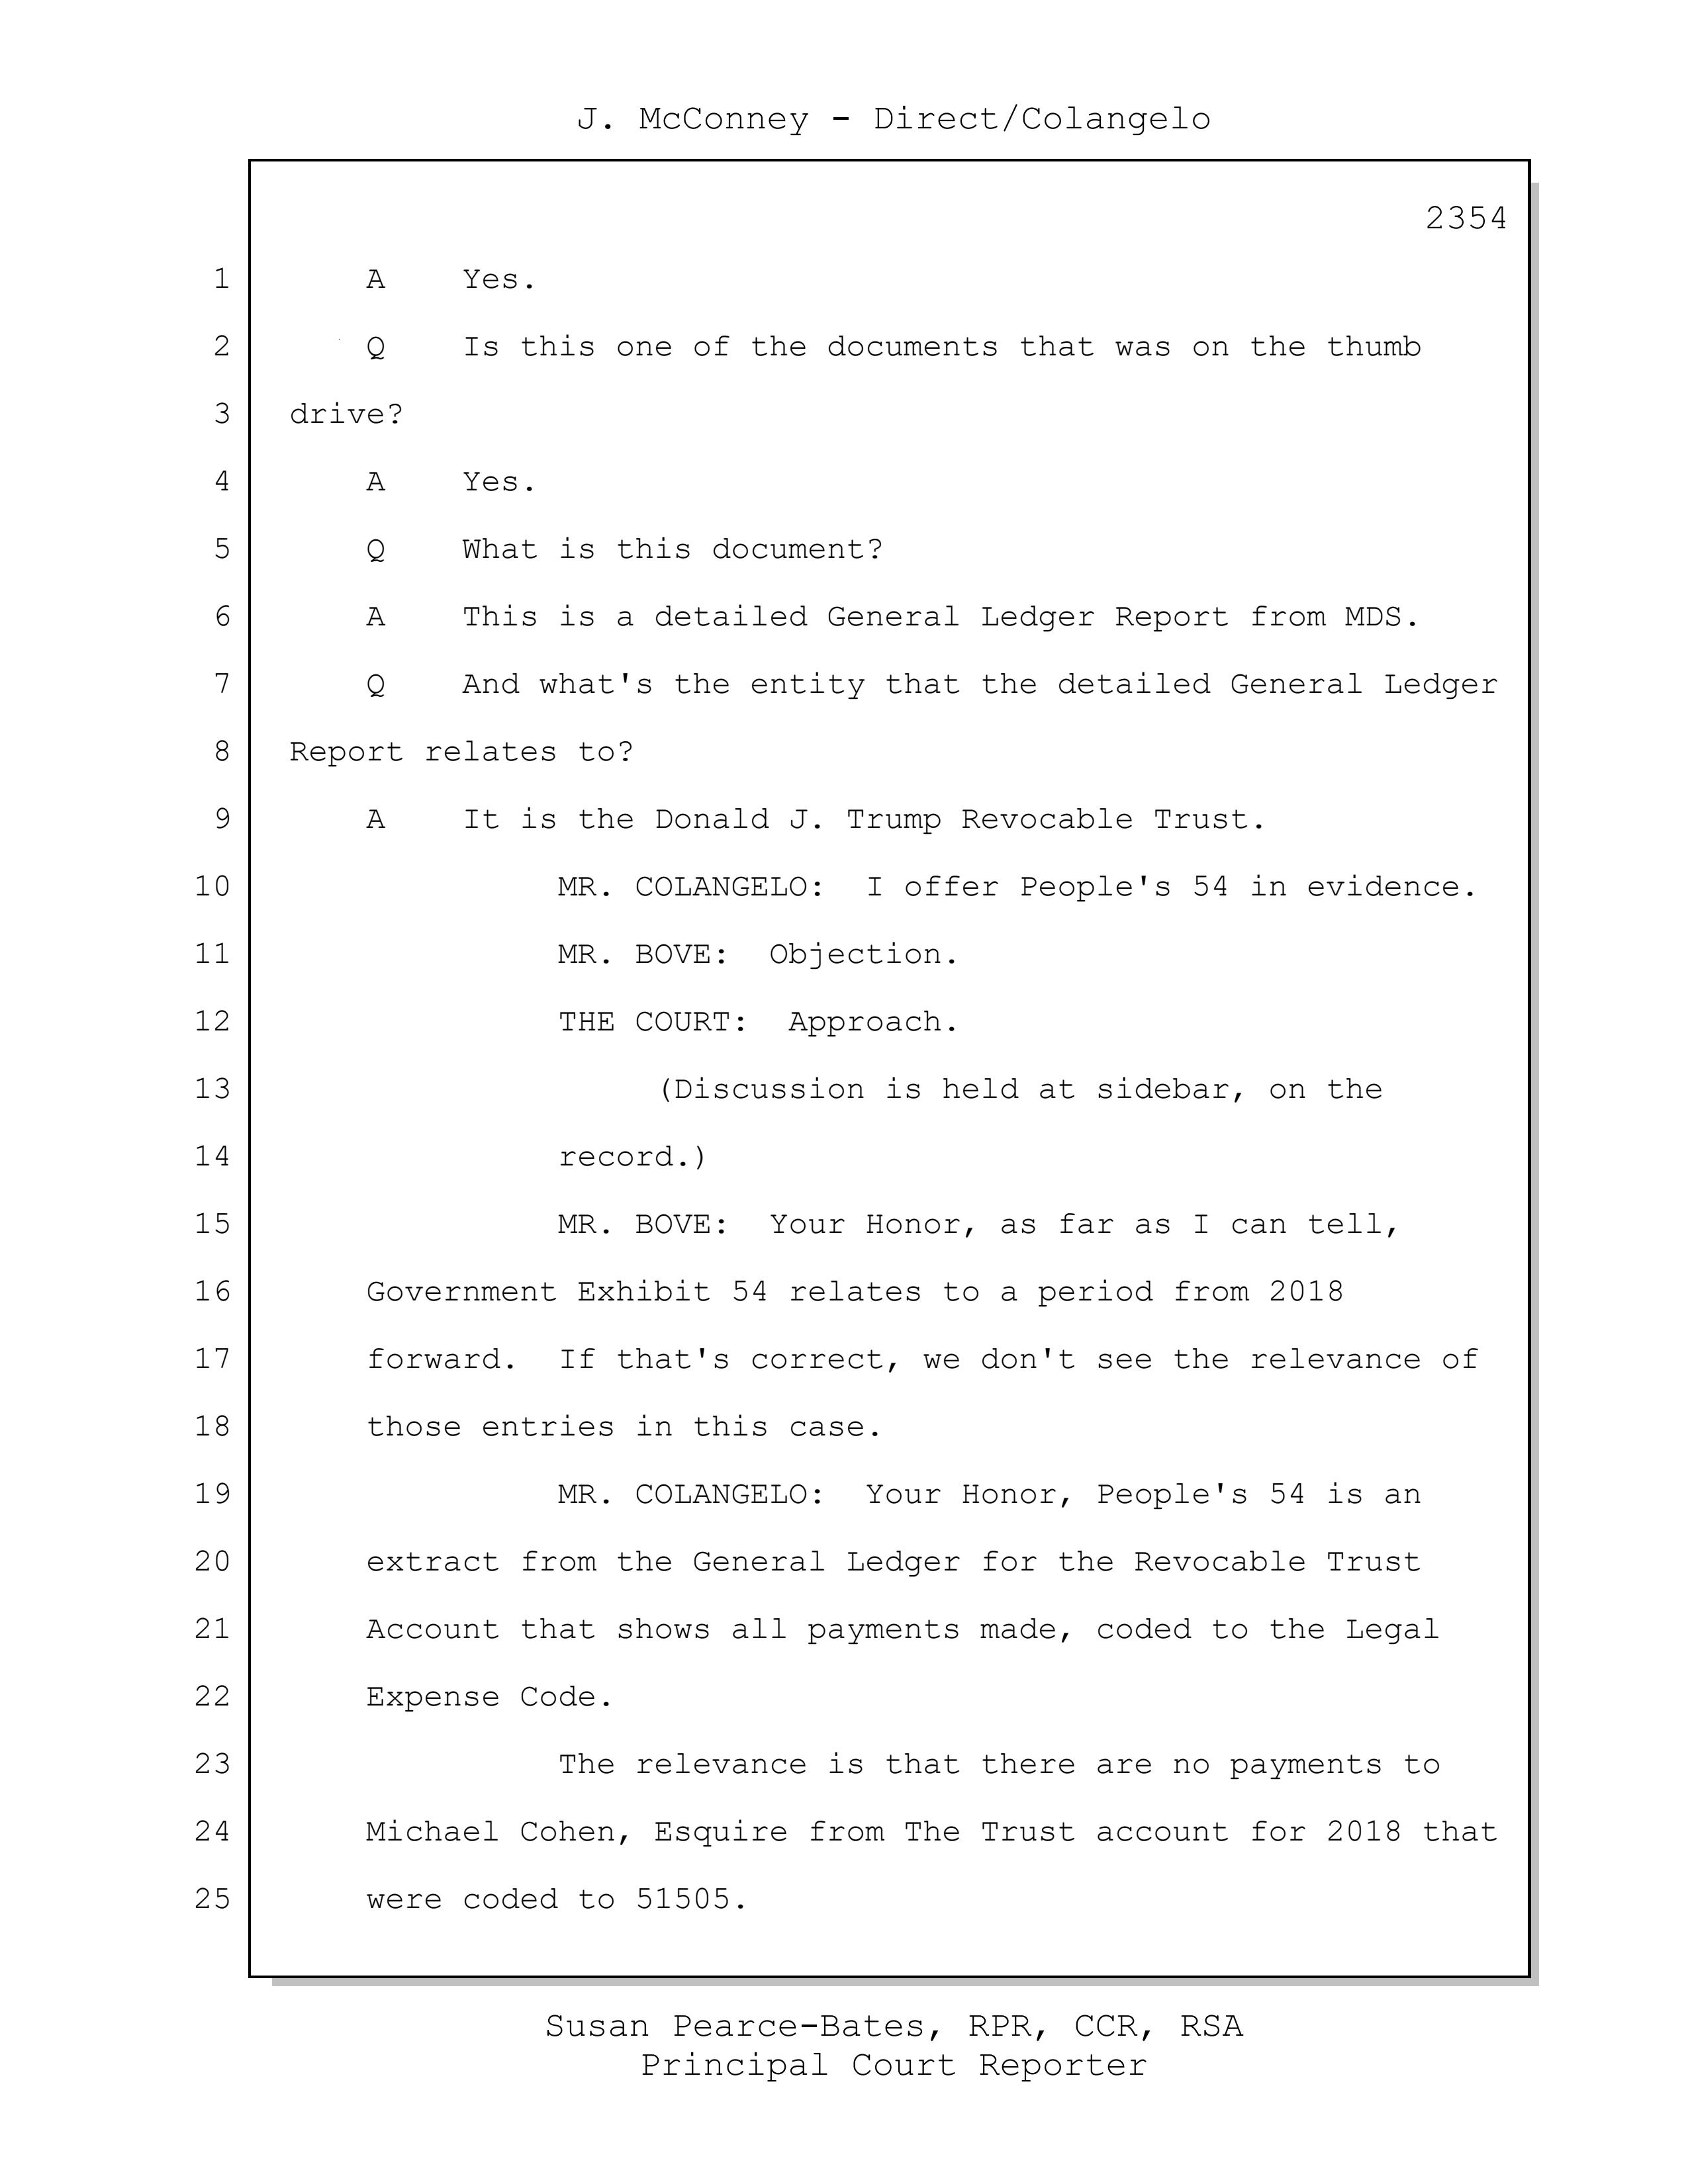 J. McConney - Direct/Colangelo
2354
1 A Yes.
2 Q Is this one of the documents that was on the thumb
3 drive?
4 A Yes.
5 Q What is this document?
6 A This is a detailed General Ledger Report from MDS.
7 Q And what's the entity that the detailed General Ledger
8 Report relates to?
9 A It is the Donald J. Trump Revocable Trust.
10 MR. COLANGELO: I offer People's 54 in evidence.
11 MR. BOVE: Objection.
12 THE COURT: Approach.
13 (Discussion is held at sidebar, on the
14 record.)
15 MR. BOVE: Your Honor, as far as I can tell,
16 Government Exhibit 54 relates to a period from 2018
17 forward. If that's correct, we don't see the relevance of
18 those entries in this case.
19 MR. COLANGELO: Your Honor, People's 54 is an
20 extract from the General Ledger for the Revocable Trust
21 Account that shows all payments made, coded to the Legal
22 Expense Code.
23 The relevance is that there are no payments to
24 Michael Cohen, Esquire from The Trust account for 2018 that
25 were coded to 51505.
Susan Pearce-Bates, RPR, CCR, RSA
Principal Court Reporter